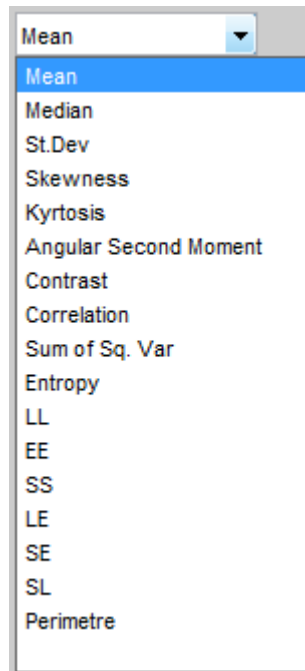 Mean
Mean
Median
St.Dev
Skewness
Kyrtosis
Angular Second Moment
Contrast
Correlation
Sum of Sq. Var
Entropy
LL
EE
SS
LE
SE
SL
Perimetre